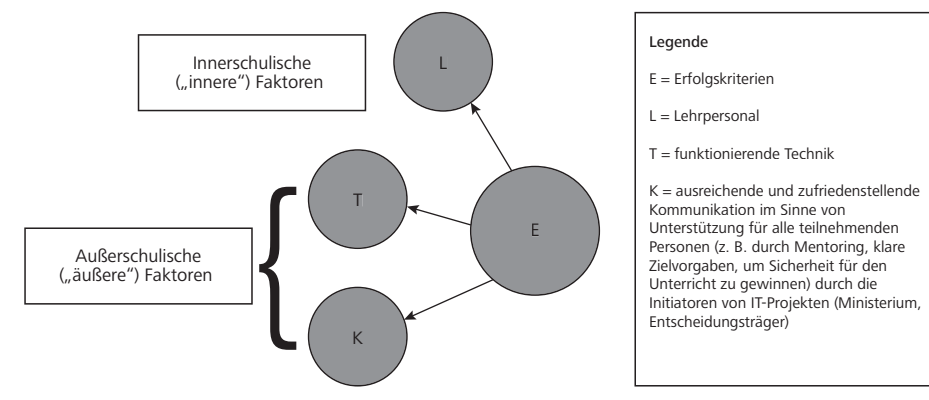 Innerschulische
(„innere“) Faktoren
L
T
E
Außerschulische
(„äußere“) Faktoren
{
K
Legende
E = Erfolgskriterien
L = Lehrpersonal
T = funktionierende Technik
K = ausreichende und zufriedenstellende
Kommunikation im Sinne von
Unterstützung für alle teilnehmenden
Personen (z. B. durch Mentoring, klare
Zielvorgaben, um Sicherheit für den
Unterricht zu gewinnen) durch die
Initiatoren von IT-Projekten (Ministerium,
Entscheidungsträger)